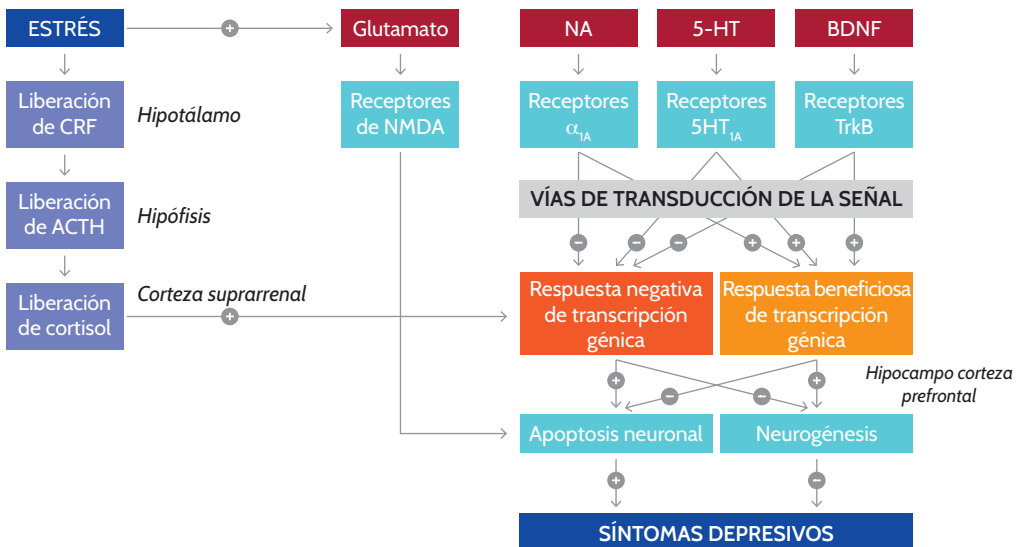 ESTRÉS
+
Glutamato
NA
5-HT
BDNF
Liberación
de CRF
Hipotálamo
Receptores
de NMDA
Receptores
α1A
Receptores
5HT1A
Receptores
TrkB
VÍAS DE TRANSDUCCIÓN DE LA SEÑAL
Liberación
de ACTH
Hipófisis
− − − + + +
Liberación
de cortisol
Corteza suprarrenal
+
Respuesta negativa
de transcripción
génica
Respuesta beneficiosa
de transcripción
génica
Hipocampo corteza
prefrontal
+ − − +
Apoptosis neuronal
Neurogénesis
+ −
SÍNTOMAS DEPRESIVOS